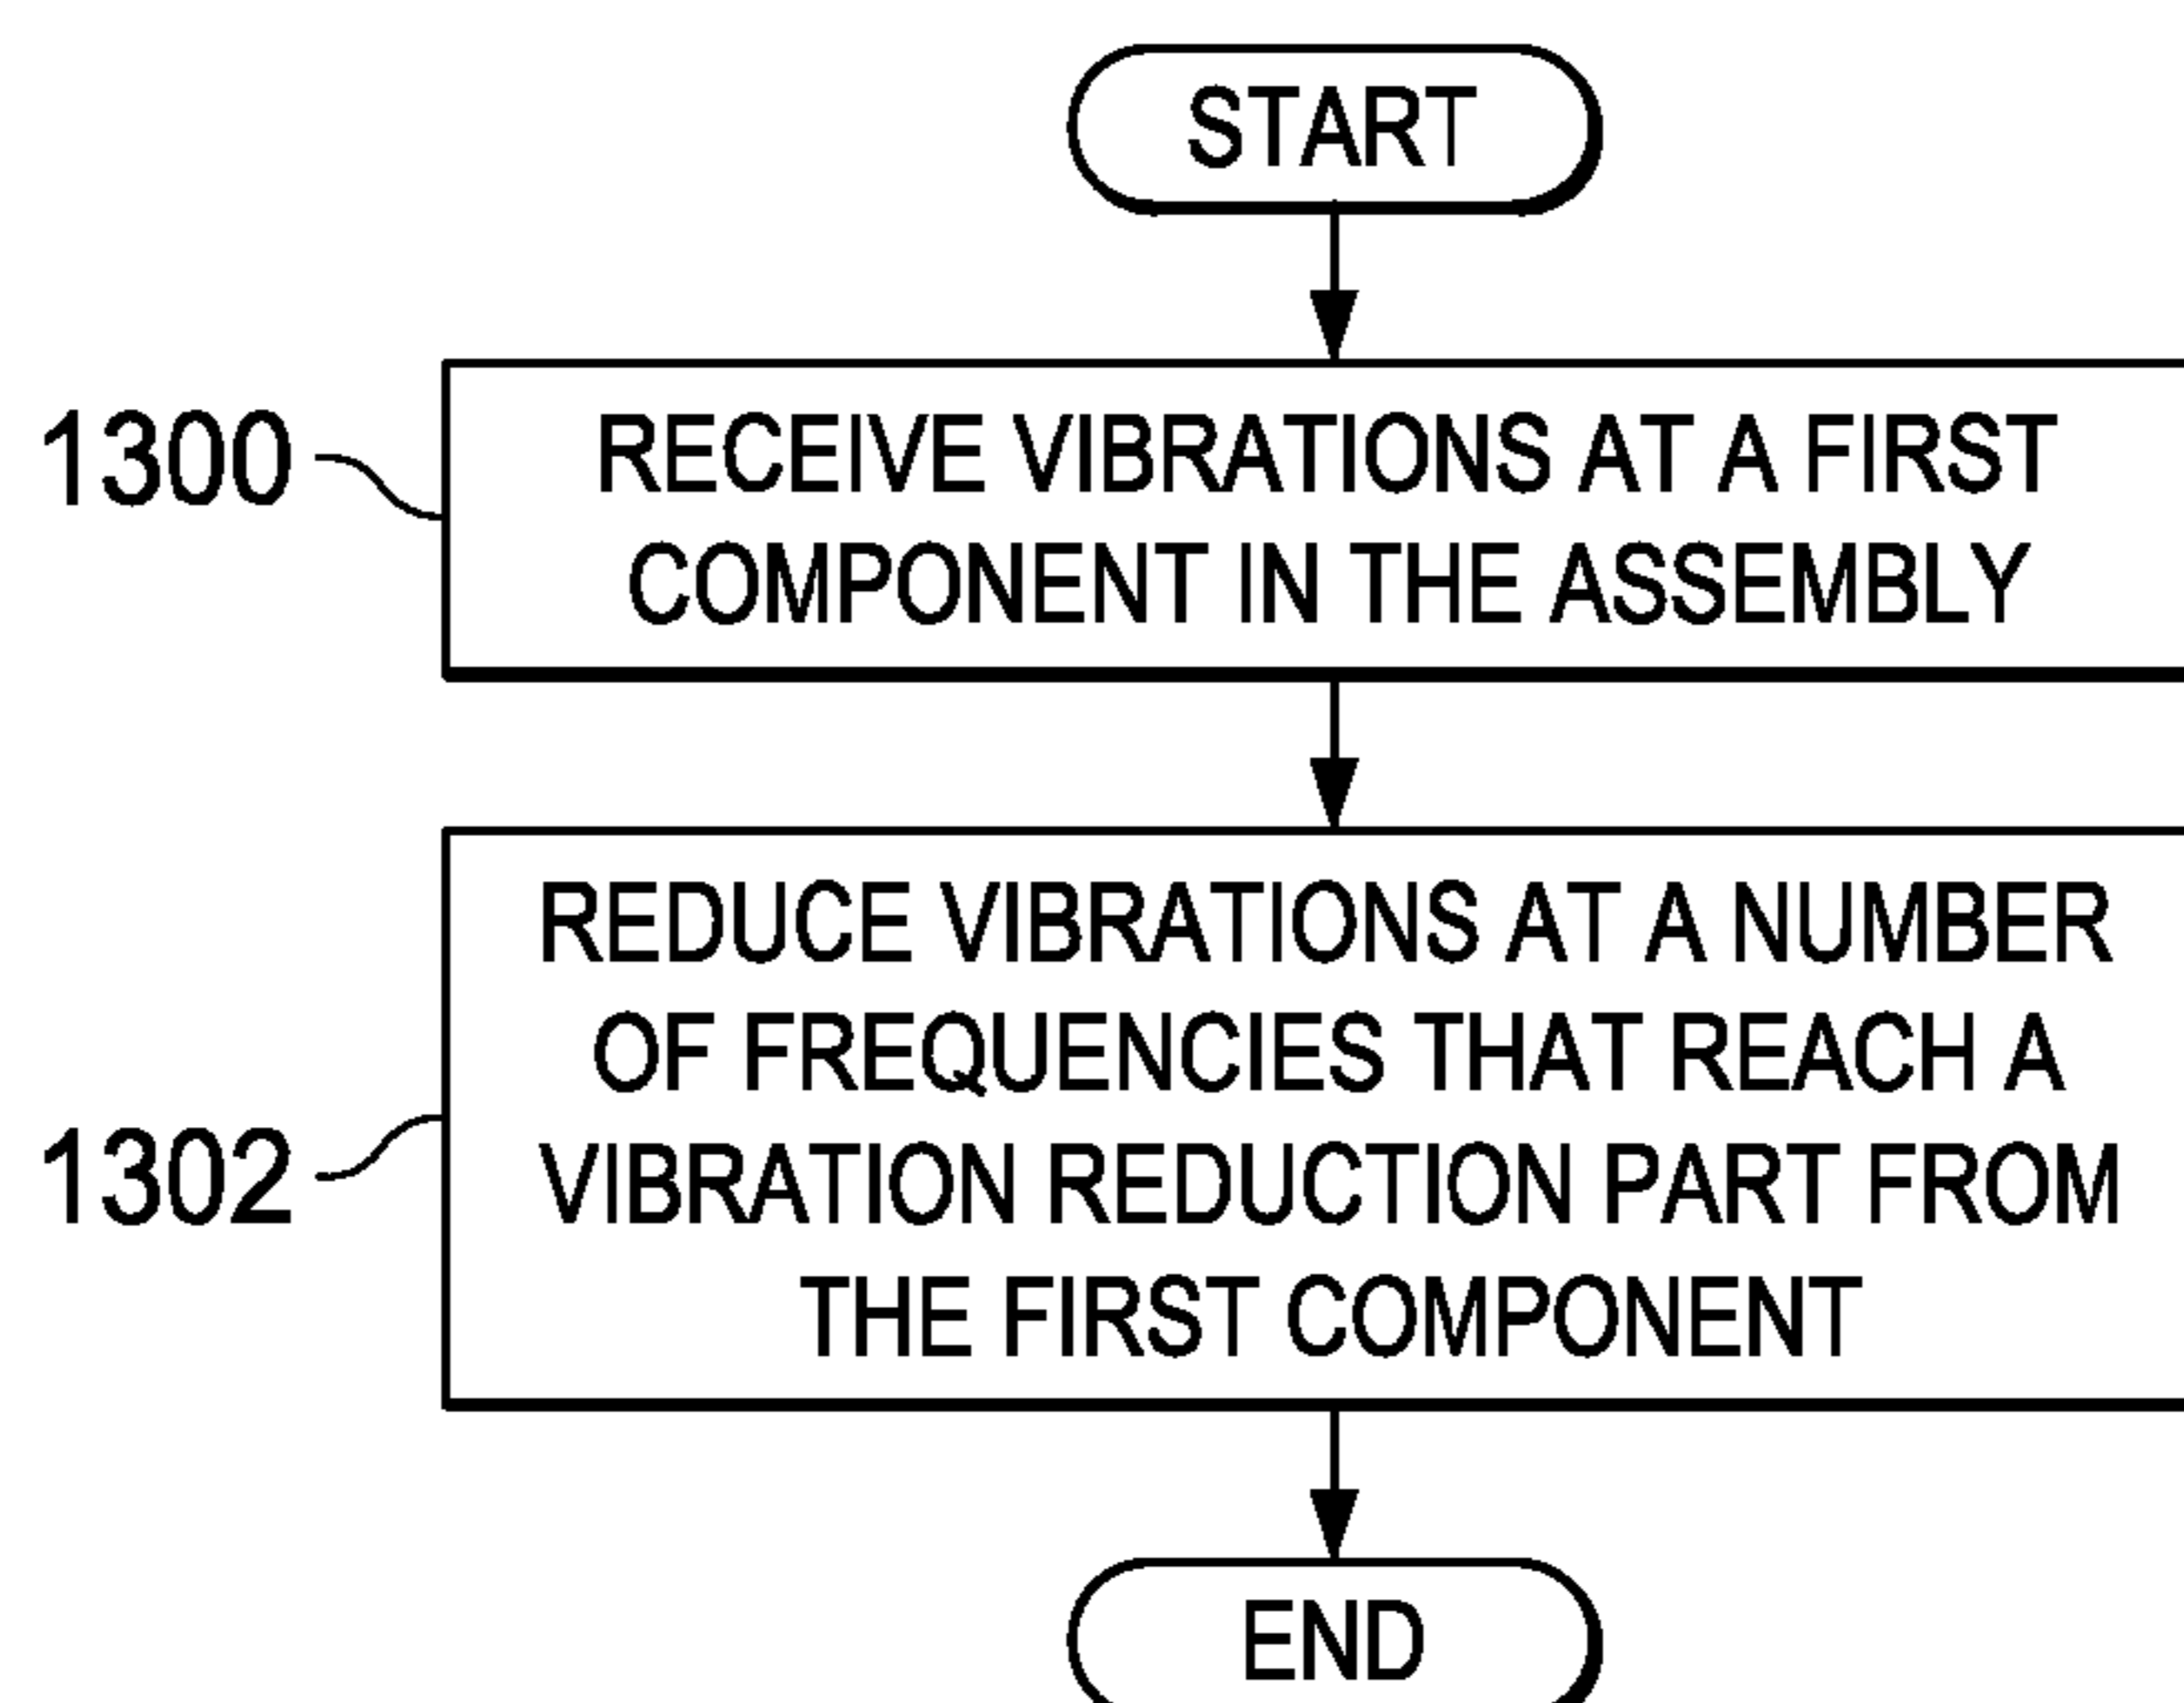 START
1300
RECEIVE VIBRATIONS AT A FIRST
COMPONENT IN THE ASSEMBLY
1302
REDUCE VIBRATIONS AT A NUMBER
OF FREQUENCIES THAT REACH A
VIBRATION REDUCTION PART FROM
THE FIRST COMPONENT
END